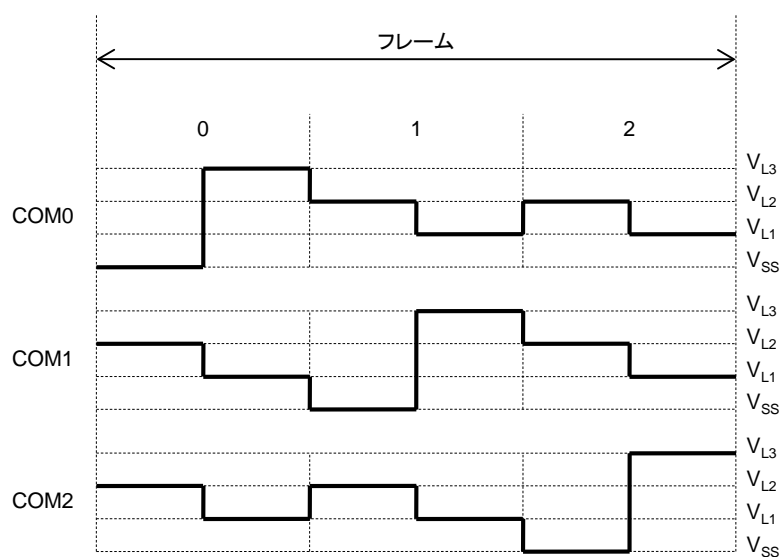 フレーム
0 1 2
COM0
V_L3
V_L2
V_L1
V_SS
COM1
V_L3
V_L2
V_L1
V_SS
COM2
V_L3
V_L2
V_L1
V_SS